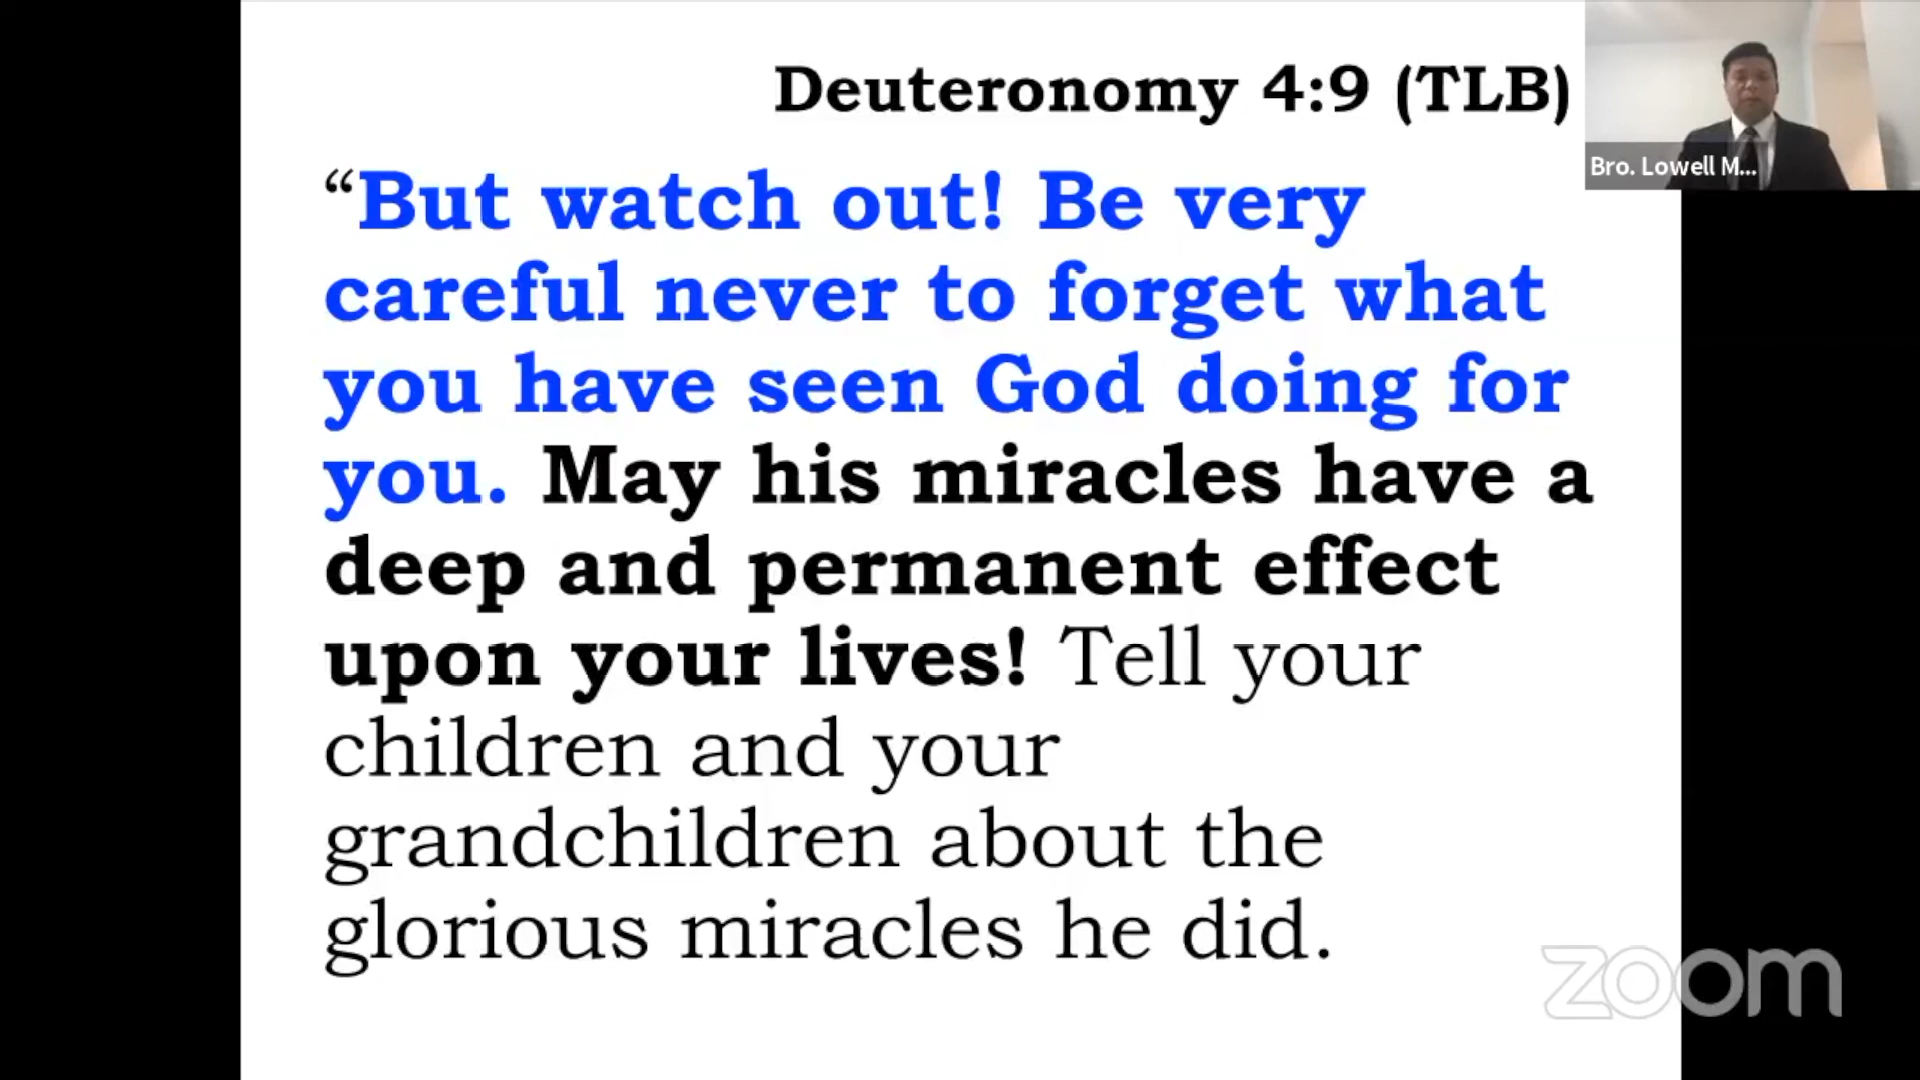 Deuteronomy 4:9 (TLB)
Bro. Lowell M...
“But watch out! Be very
careful never to forget what
you have seen God doing for
you. May his miracles have a
deep and permanent effect
upon your lives! Tell your
children and your
grandchildren about the
glorious miracles he did.
zoom